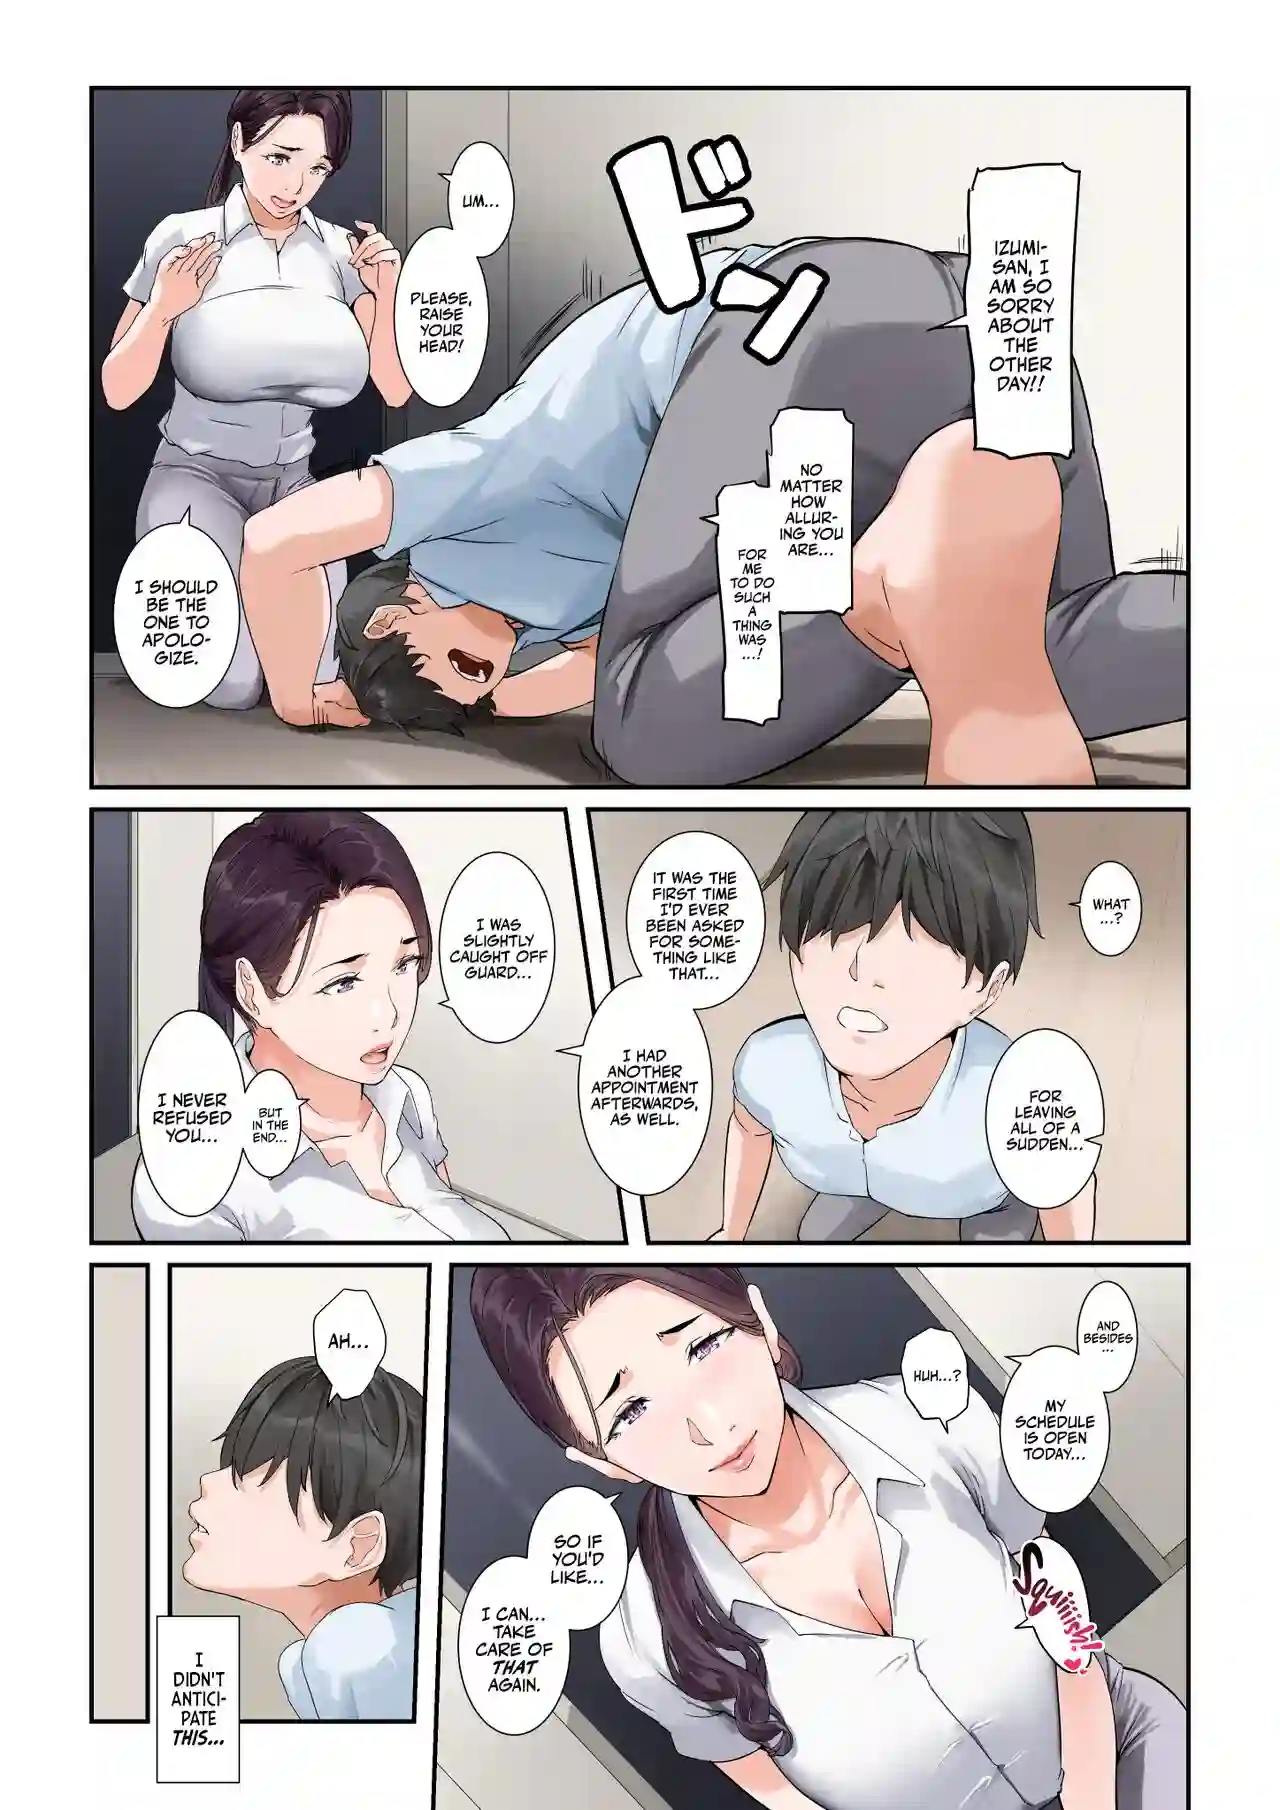 IZUMI-
SAN, I
AM SO
SORRY
ABOUT
THE
OTHER
DAY!!
NO
MATTER
HOW
ALLUR-
ING YOU
ARE...
FOR
ME
TO DO
SUCH
A
THING
WAS
...!
ドン
UM...
PLEASE,
RAISE
YOUR
HEAD!
I SHOULD
BE THE
ONE TO
APOLO-
GIZE.
WHAT
...?
FOR
LEAVING
ALL OF A
SUDDEN...
IT WAS THE
FIRST TIME
I'D EVER
BEEN ASKED
FOR SOME-
THING LIKE
THAT...
I HAD
ANOTHER
APPOINTMENT
AFTERWARDS,
AS WELL.
I WAS
SLIGHTLY
CAUGHT OFF
GUARD...
BUT
IN THE
END...
I NEVER
REFUSED
YOU...
AND
BESIDES
...
MY
SCHEDULE
IS OPEN
TODAY...
HUH...?
Squiiiish!
SO IF
YOU'D
LIKE...
I CAN...
TAKE
CARE OF
THAT
AGAIN.
AH...
I
DIDN'T
ANTICI-
PATE
THIS...